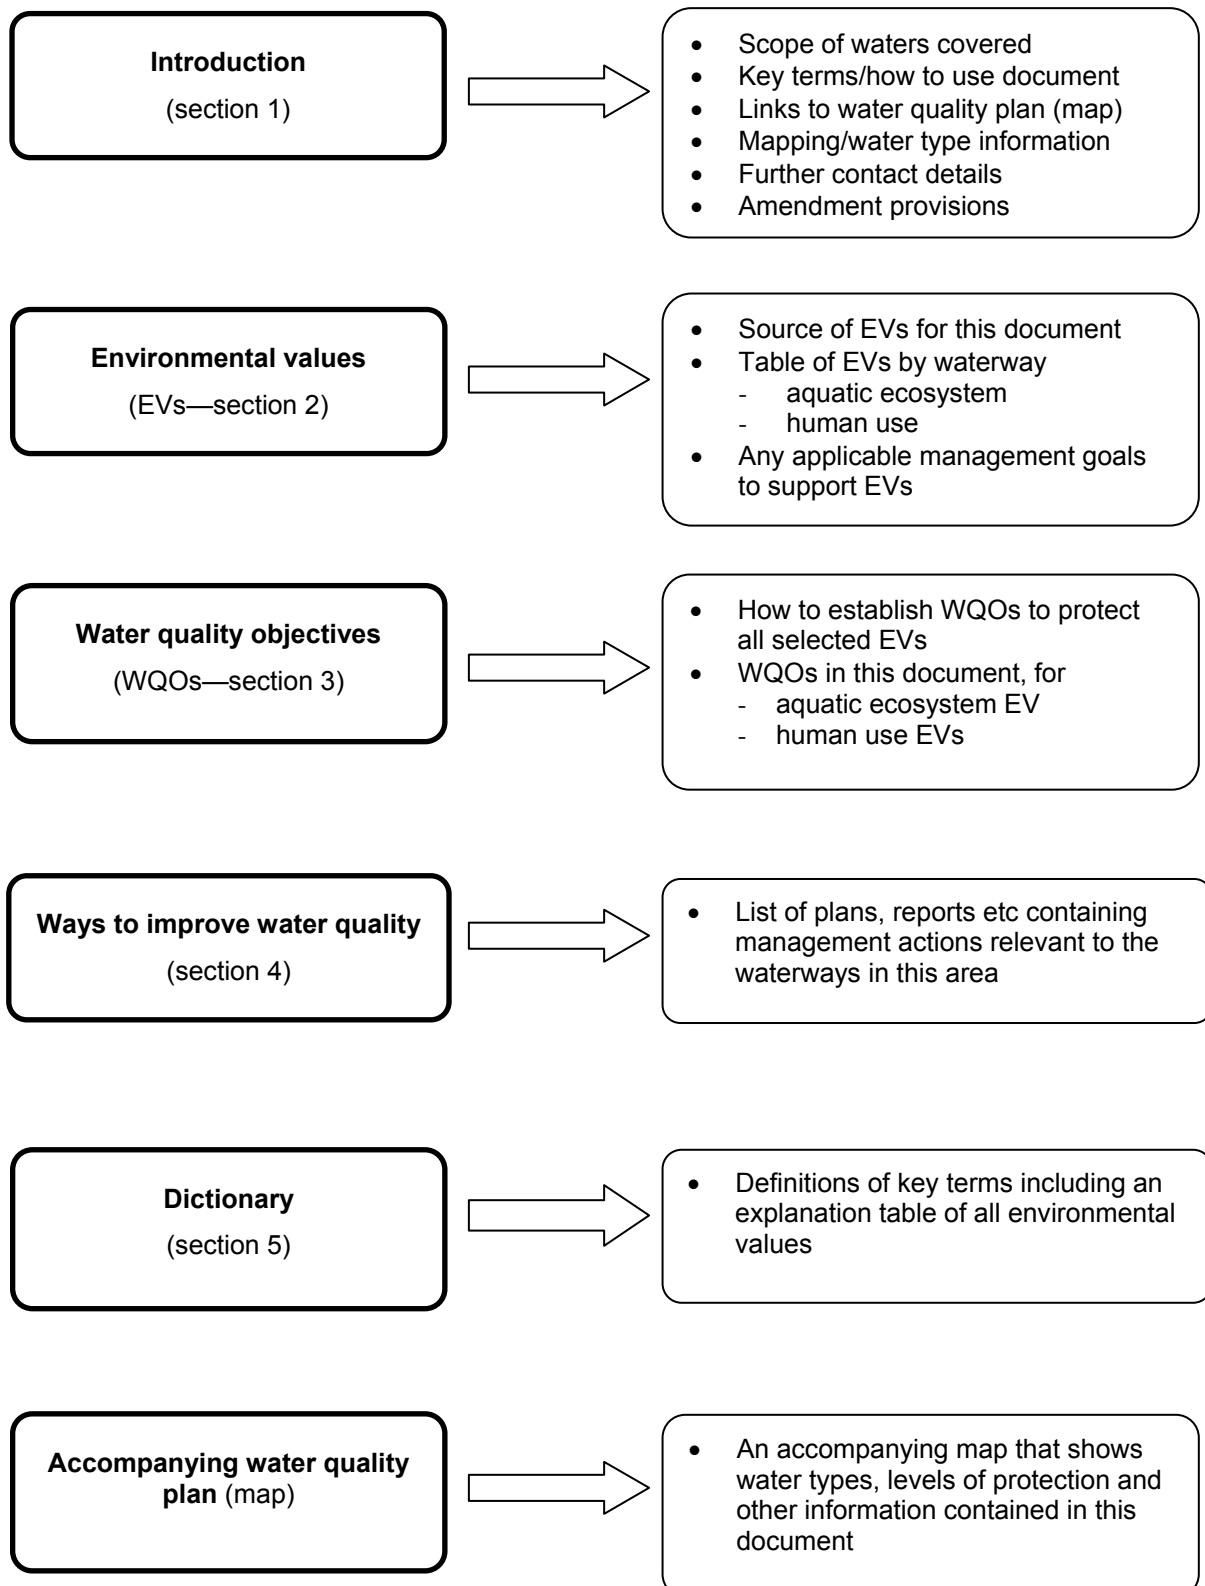 Introduction
(section 1)
• Scope of waters covered
• Key terms/how to use document
• Links to water quality plan (map)
• Mapping/water type information
• Further contact details
• Amendment provisions
Environmental values
(EVs—section 2)
• Source of EVs for this document
• Table of EVs by waterway
- aquatic ecosystem
- human use
• Any applicable management goals
to support EVs
Water quality objectives
(WQOs—section 3)
• How to establish WQOs to protect
all selected EVs
• WQOs in this document, for
- aquatic ecosystem EV
- human use EVs
Ways to improve water quality
(section 4)
• List of plans, reports etc containing
management actions relevant to the
waterways in this area
Dictionary
(section 5)
• Definitions of key terms including an
explanation table of all environmental
values
Accompanying water quality
plan (map)
• An accompanying map that shows
water types, levels of protection and
other information contained in this
document